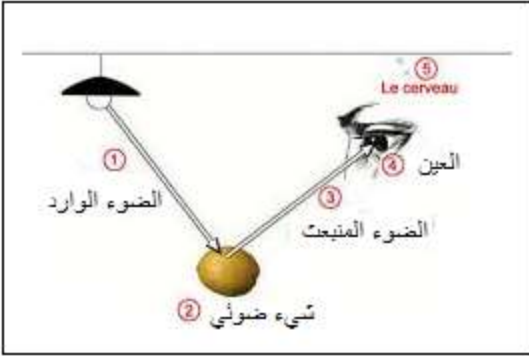 ⑤
Le cerveau
①
الضوء الوارد
④ العين
③
الضوء المنبعث
② شيء ضوئي